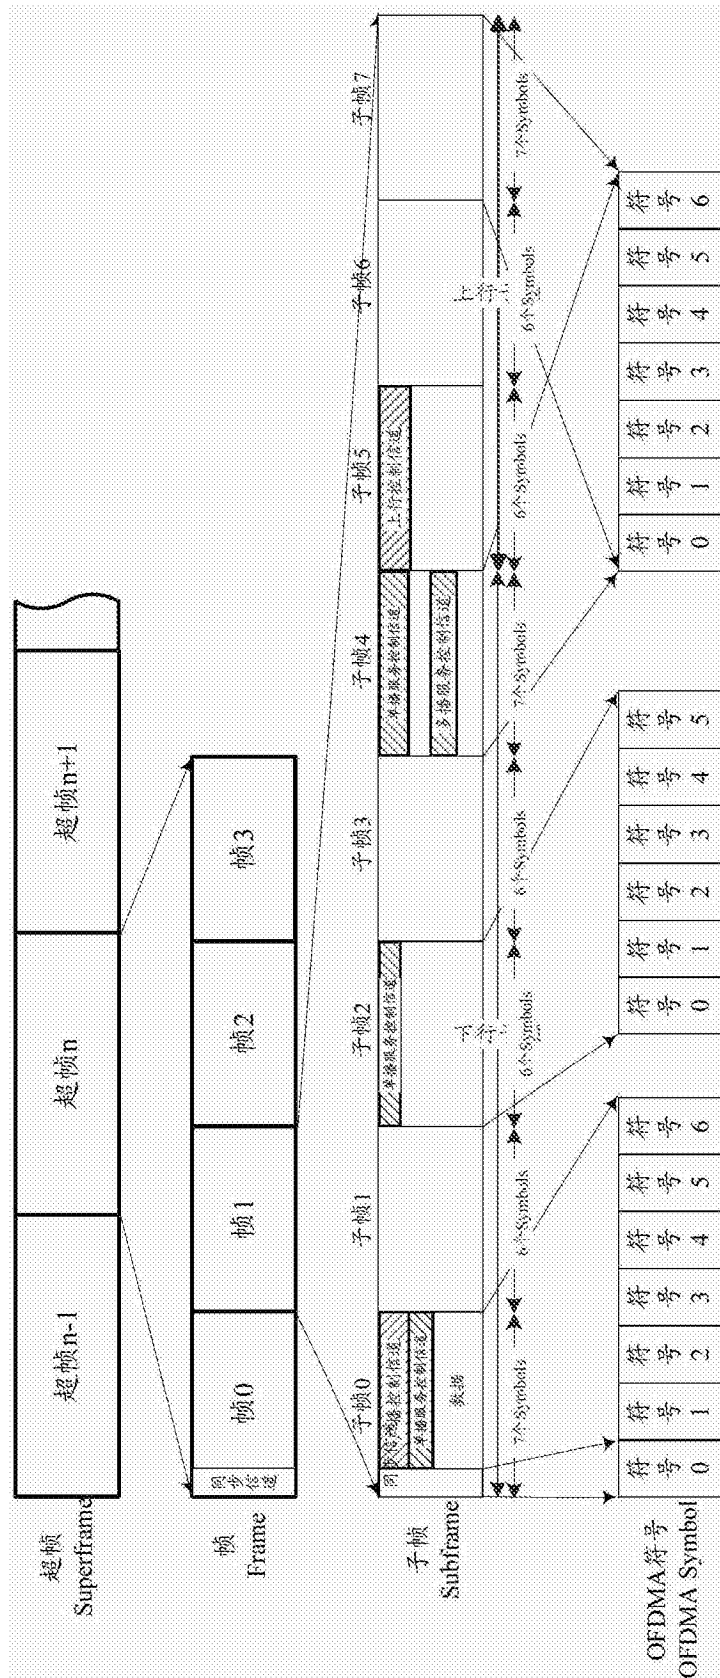 超帧
Superframe
超帧n-1
超帧n
超帧n+1
帧
Frame
同步信道
帧0
帧1
帧2
帧3
子帧
Subframe
子帧0
子帧1
子帧2
子帧3
子帧4
子帧5
子帧6
子帧7
播控制信道
单播服务控制信道
数据
单播服务控制信道
单播服务控制信道
多播服务控制信道
上行控制信道
下行
上行
7个Symbols
6个Symbols
6个Symbols
6个Symbols
7个Symbols
6个Symbols
6个Symbols
7个Symbols
OFDMA符号
OFDMA Symbol
符号0
符号1
符号2
符号3
符号4
符号5
符号6
符号0
符号1
符号2
符号3
符号4
符号5
符号0
符号1
符号2
符号3
符号4
符号5
符号6